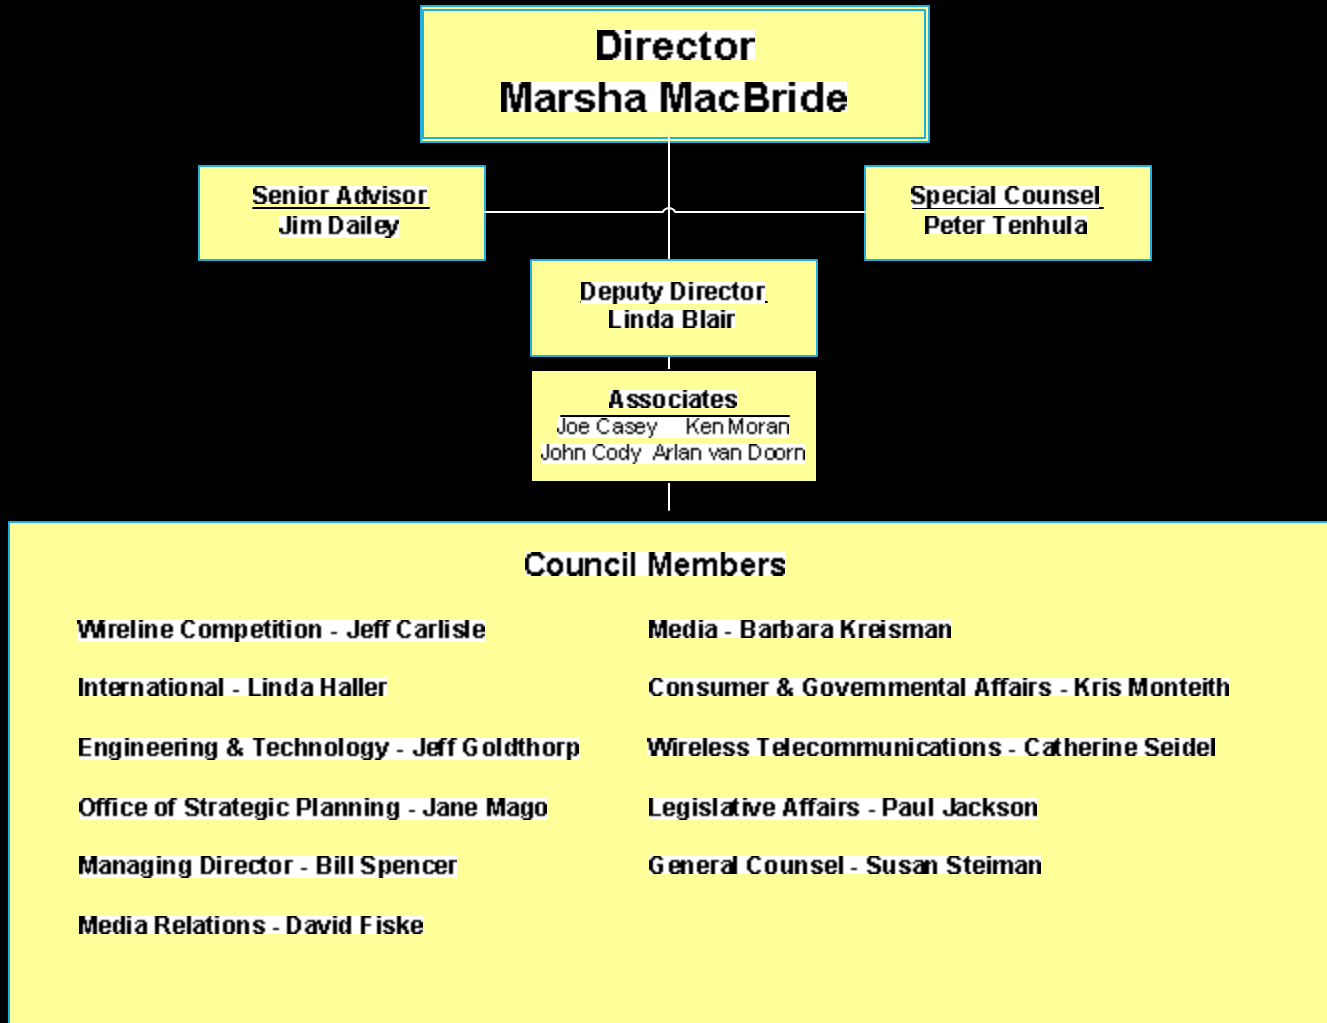 Director
Marsha MacBride
Senior Advisor
Jim Dailey
Special Counsel
Peter Tenhula
Deputy Director
Linda Blair
Associates
Joe Casey Ken Moran
John Cody Arlan van Doorn
Council Members
Wireline Competition - Jeff Carlisle
International - Linda Haller
Engineering & Technology - Jeff Goldthorp
Office of Strategic Planning - Jane Mago
Managing Director - Bill Spencer
Media Relations - David Fiske
Media - Barbara Kreisman
Consumer & Governmental Affairs - Kris Monteith
Wireless Telecommunications - Catherine Seidel
Legislative Affairs - Paul Jackson
General Counsel - Susan Steiman